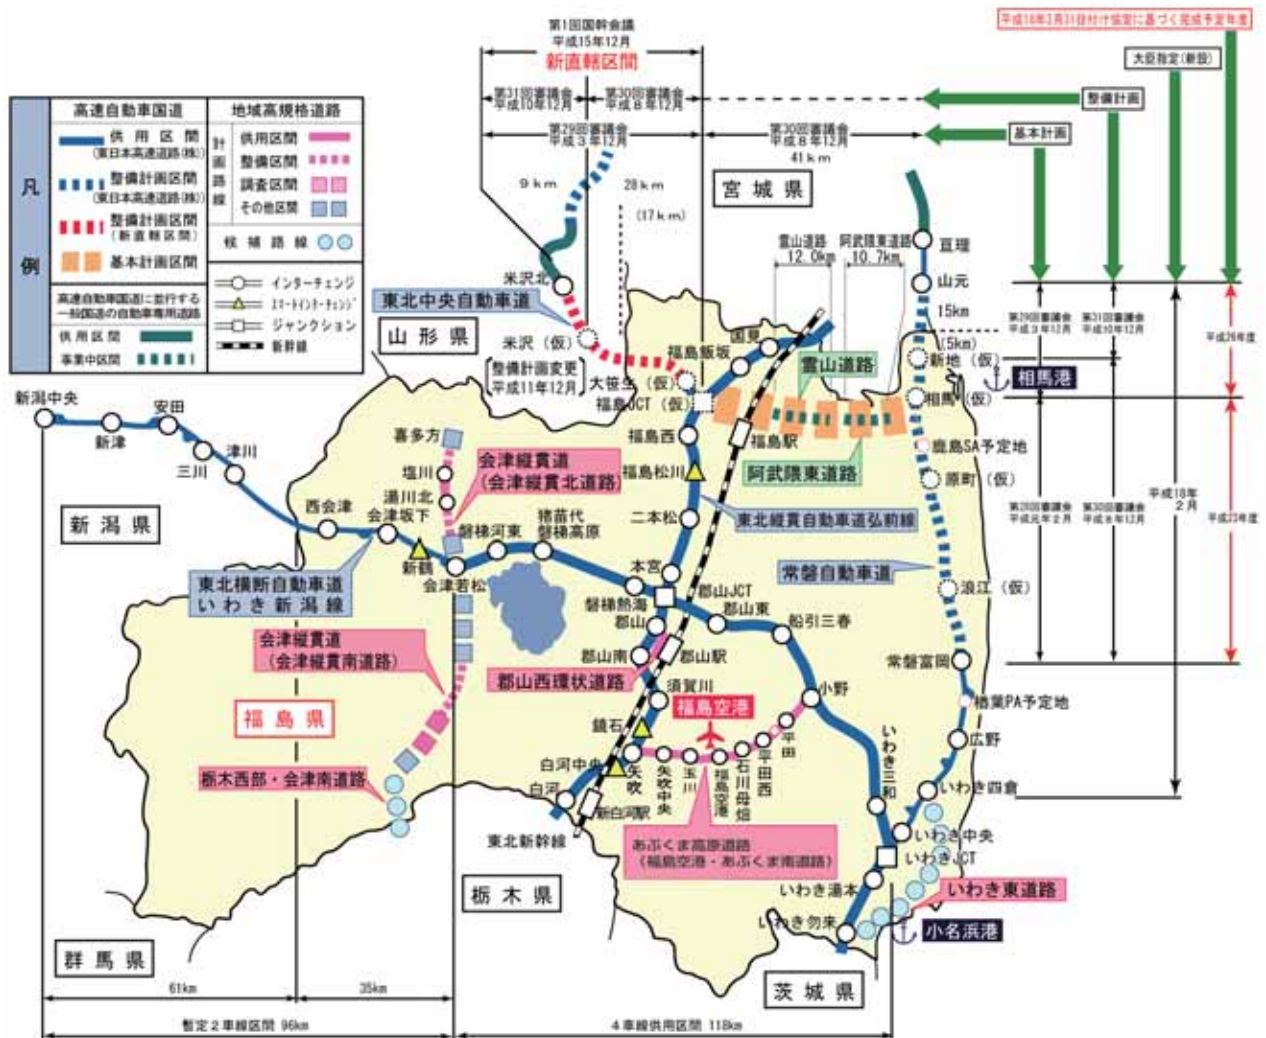 平成18年3月31日付け協定に基づく完成予定年度
大臣指定(新設)
整備計画
基本計画
第1回国幹会議
平成15年12月
新直轄区間
第31回審議会
平成10年12月
第30回審議会
平成8年12月
第29回審議会
平成3年12月
第30回審議会
平成8年12月
41km
9km
28km
(17km)
凡例
高速自動車国道
供用区間
(東日本高速道路(株))
整備計画区間
(東日本高速道路(株))
整備計画区間
(新直轄区間)
基本計画区間
高速自動車国道に並行する
一般国道の自動車専用道路
供用区間
事業中区間
地域高規格道路
計画路線
供用区間
整備区間
調査区間
その他区間
候補路線
インターチェンジ
スマートインターチェンジ
ジャンクション
新幹線
宮城県
山形県
新潟県
福島県
群馬県
栃木県
茨城県
霊山道路
12.0km
阿武隈東道路
10.7km
亘理
山元
15km
(5km)
新地(仮)
相馬港
相馬(仮)
鹿島SA予定地
原町(仮)
浪江(仮)
常磐富岡
楢葉PA予定地
広野
いわき四倉
いわき中央
いわきJCT
いわき湯本
いわき勿来
いわき三和
いわき東道路
小名浜港
第29回審議会
平成3年12月
第31回審議会
平成10年12月
平成26年度
第28回審議会
平成元年2月
第30回審議会
平成8年12月
平成18年
2月
平成23年度
米沢北
東北中央自動車道
米沢(仮)
整備計画変更
平成11年12月
大笹生(仮)
福島JCT(仮)
福島飯坂
国見
霊山道路
阿武隈東道路
福島駅
福島西
福島松川
二本松
東北縦貫自動車道弘前線
本宮
郡山JCT
磐梯熱海
郡山
郡山東
船引三春
郡山南
郡山駅
郡山西環状道路
須賀川
福島空港
鏡石
小野
白河中央
白河
新白河駅
東北新幹線
矢吹
矢吹中央
玉川
福島空港
石川母畑
平田西
平田
あぶくま高原道路
(福島空港・あぶくま南道路)
常磐自動車道
新潟中央
新津
安田
三川
津川
西会津
会津坂下
新鶴
会津若松
磐梯河東
猪苗代
磐梯高原
喜多方
塩川
湯川北
会津縦貫道
(会津縦貫北道路)
東北横断自動車道
いわき新潟線
会津縦貫道
(会津縦貫南道路)
栃木西部・会津南道路
61km
35km
暫定2車線区間 96km
4車線供用区間 118km